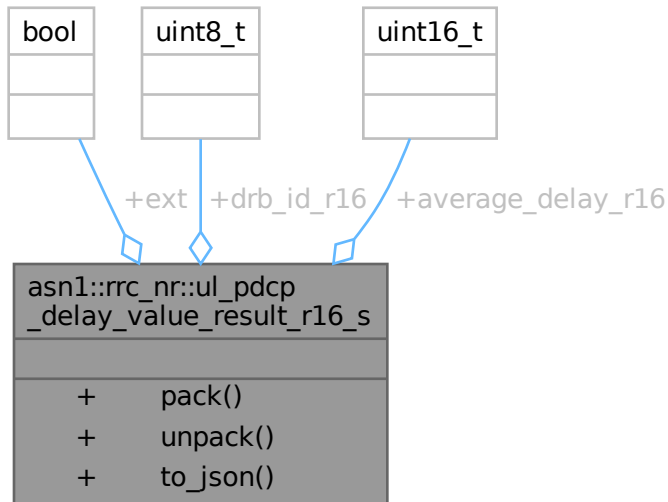 bool
uint8_t
uint16_t
+ext
+drb_id_r16
+average_delay_r16
asn1::rrc_nr::ul_pdcp
_delay_value_result_r16_s
+ pack()
+ unpack()
+ to_json()